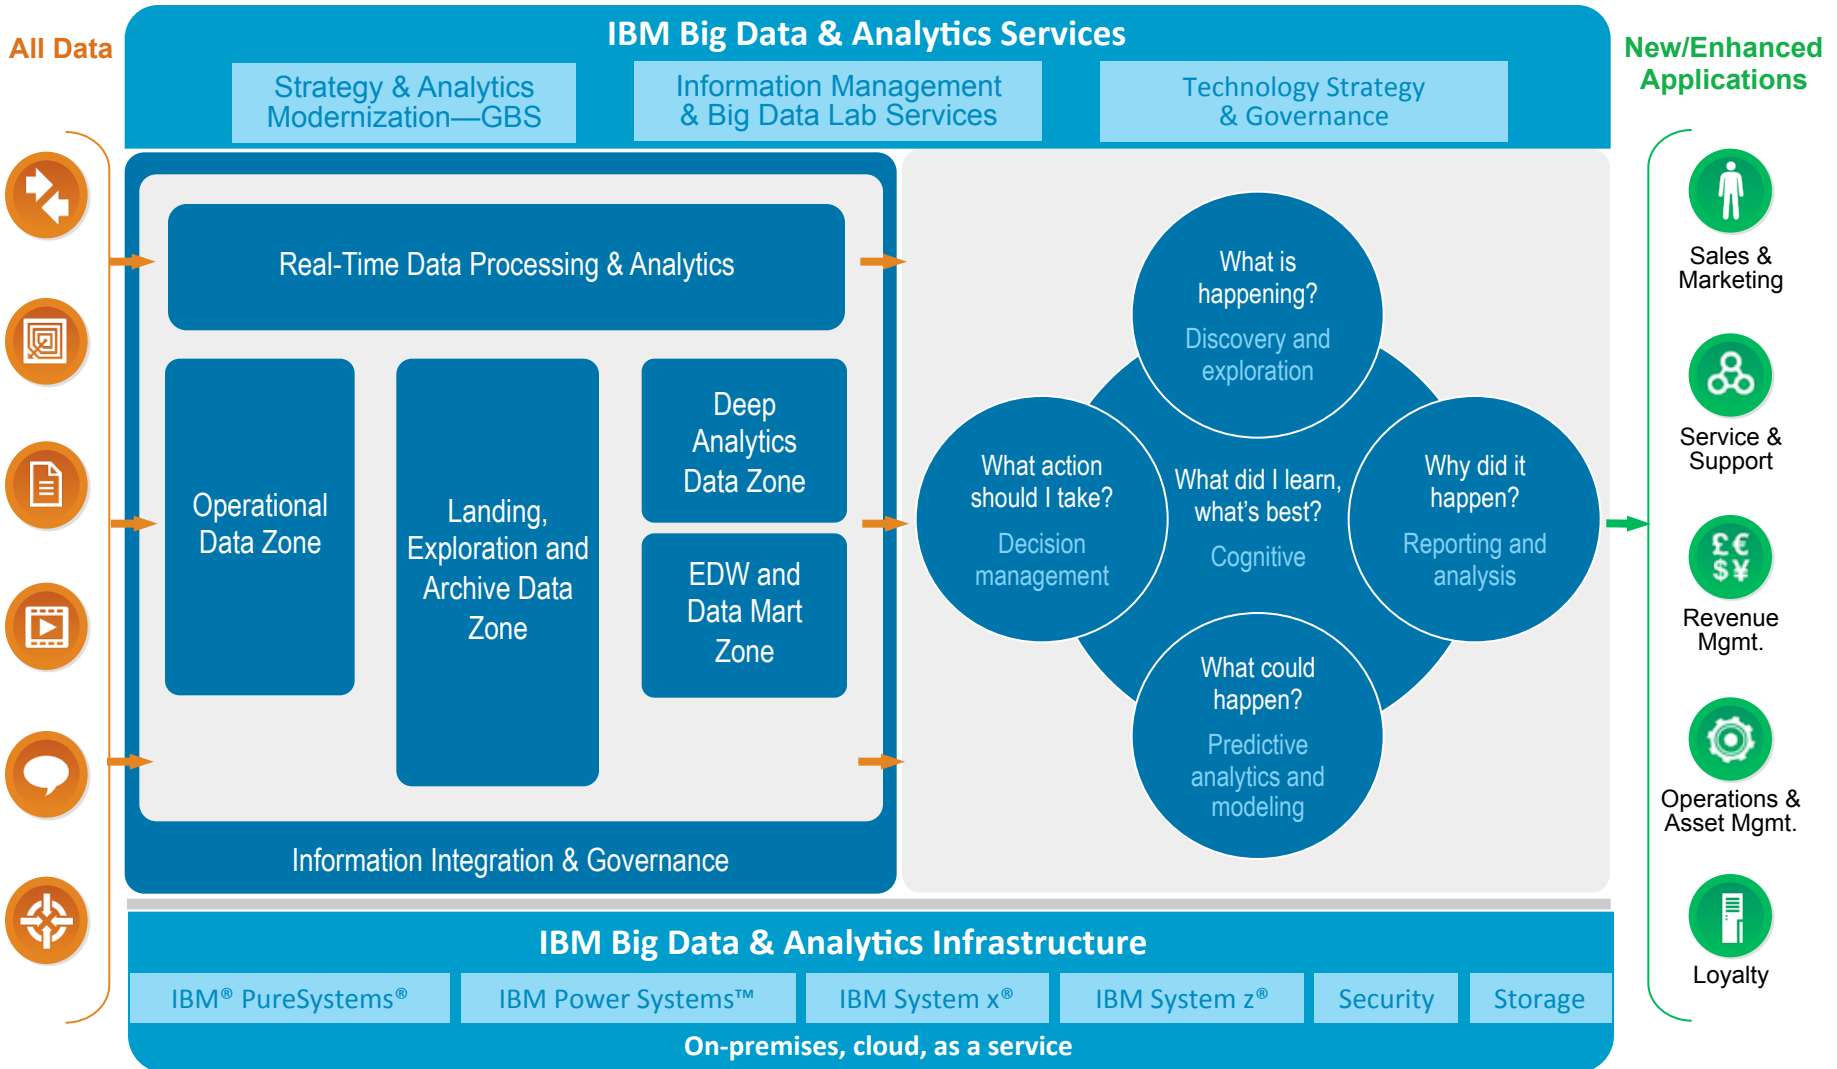 IBM Big Data & Analytics Services
All Data
New/Enhanced
Applications
Strategy & Analytics
Modernization—GBS
Information Management
& Big Data Lab Services
Technology Strategy
& Governance
Real-Time Data Processing & Analytics
Operational
Data Zone
Landing,
Exploration and
Archive Data
Zone
Deep
Analytics
Data Zone
EDW and
Data Mart
Zone
Information Integration & Governance
What is
happening?
Discovery and
exploration
What action
should I take?
Decision
management
What did I learn,
what's best?
Cognitive
Why did it
happen?
Reporting and
analysis
What could
happen?
Predictive
analytics and
modeling
Sales &
Marketing
Service &
Support
£€
$¥
Revenue
Mgmt.
Operations &
Asset Mgmt.
Loyalty
IBM Big Data & Analytics Infrastructure
IBM® PureSystems®
IBM Power Systems™
IBM System x®
IBM System z®
Security
Storage
On-premises, cloud, as a service